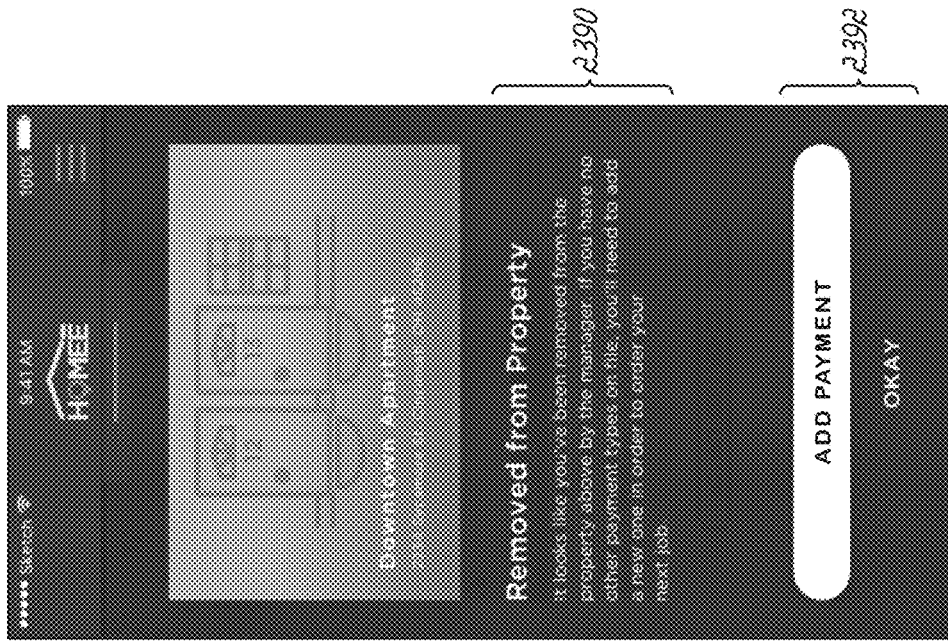 Sketch 9:41 AM 100%
HOMEE
Downtown Apartment
Removed from Property
It looks like you've been removed from the
property above by the manager. If you have no
other payment types on file, you'll need to add
a new one in order to order your
next job
ADD PAYMENT
OKAY
2390
2392